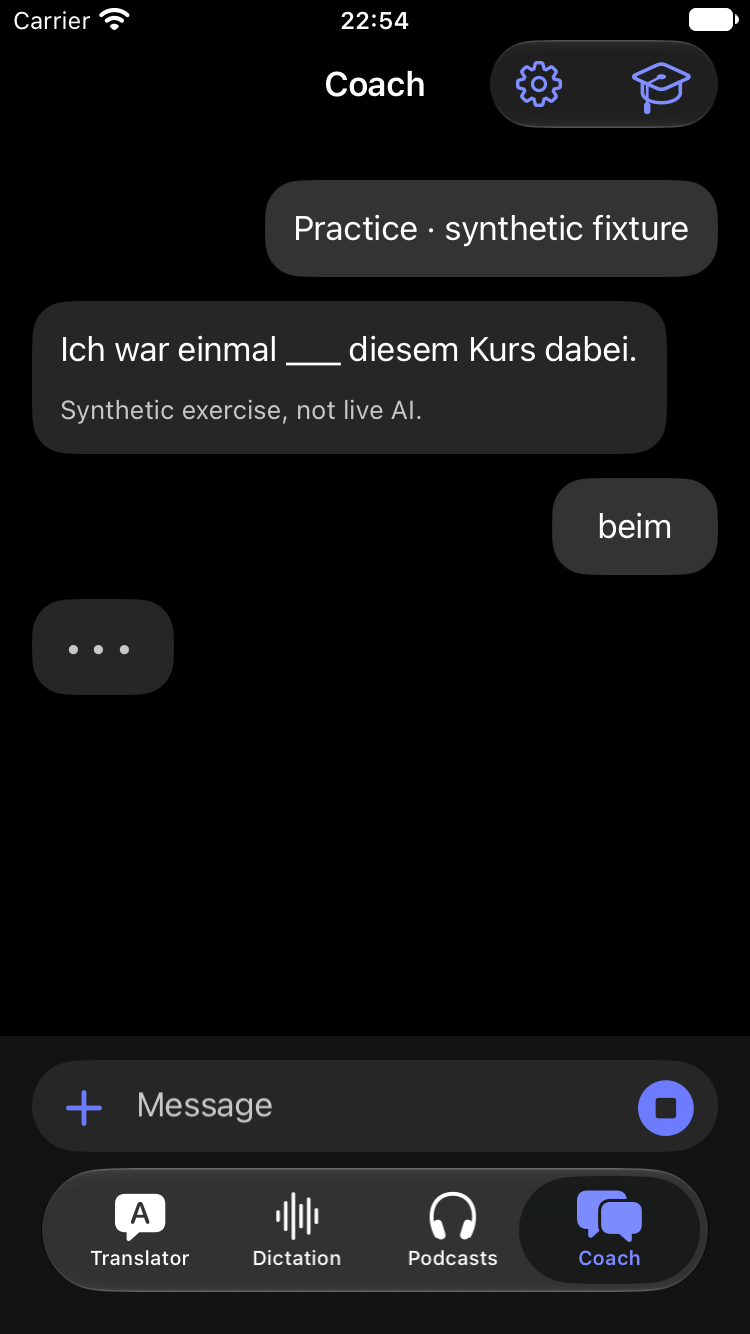 Carrier 22:54
Coach
Practice · synthetic fixture
Ich war einmal ___ diesem Kurs dabei.
Synthetic exercise, not live AI.
beim
Message
A
Translator Dictation Podcasts Coach